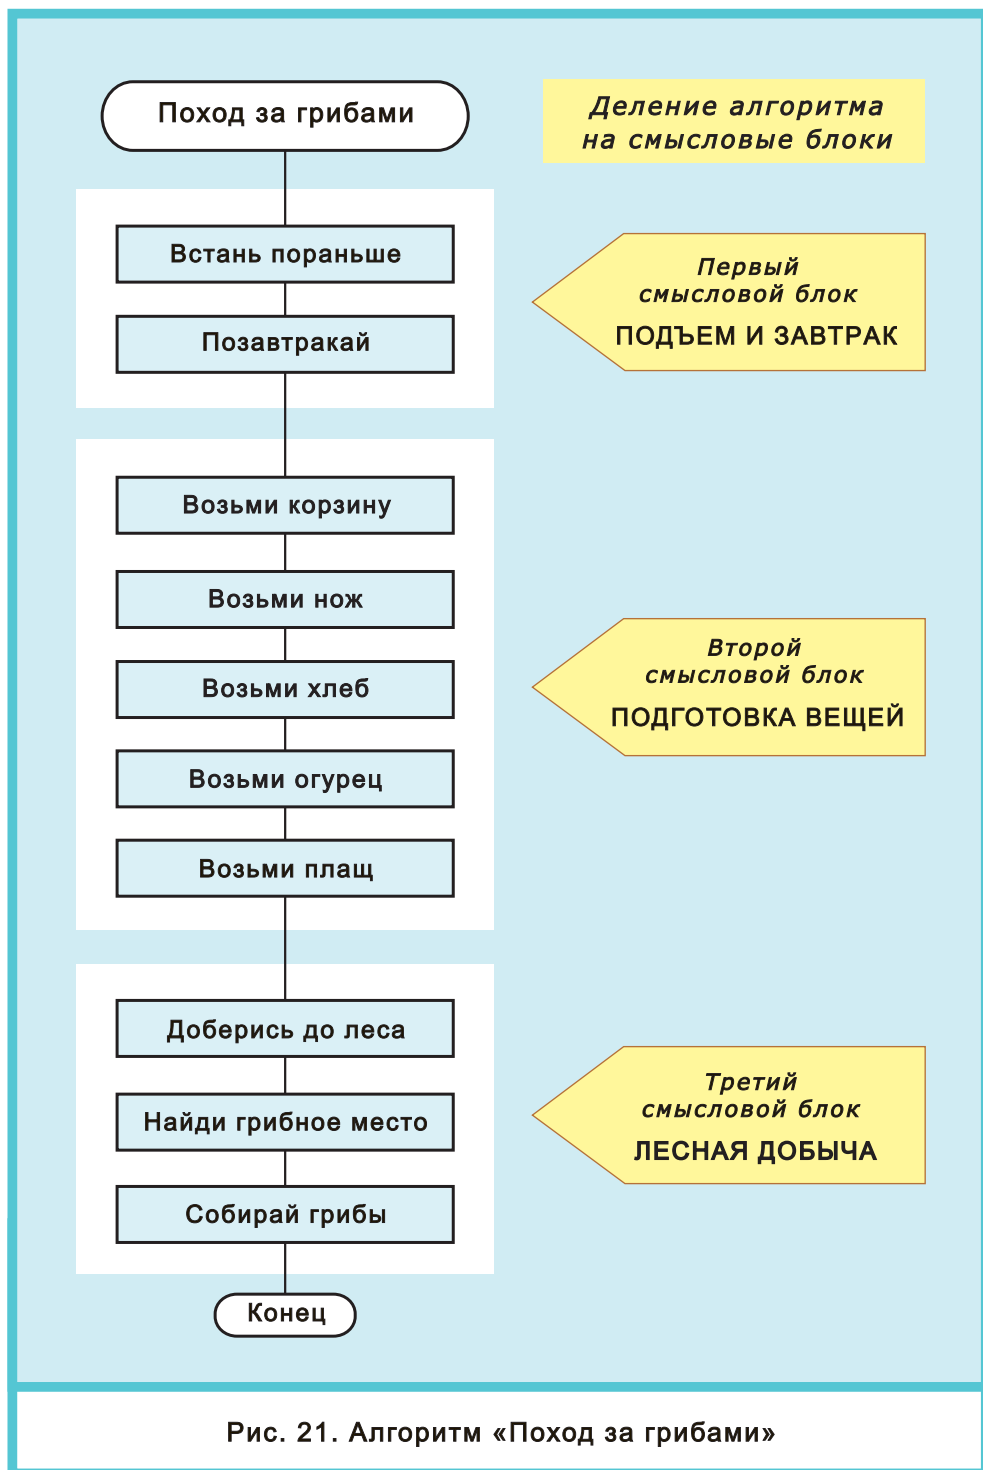 Поход за грибами
Деление алгоритма
на смысловые блоки
Встань пораньше
Позавтракай
Первый
смысловой блок
ПОДЪЕМ И ЗАВТРАК
Возьми корзину
Возьми нож
Возьми хлеб
Возьми огурец
Возьми плащ
Второй
смысловой блок
ПОДГОТОВКА ВЕЩЕЙ
Доберись до леса
Найди грибное место
Собирай грибы
Третий
смысловой блок
ЛЕСНАЯ ДОБЫЧА
Конец
Рис. 21. Алгоритм «Поход за грибами»